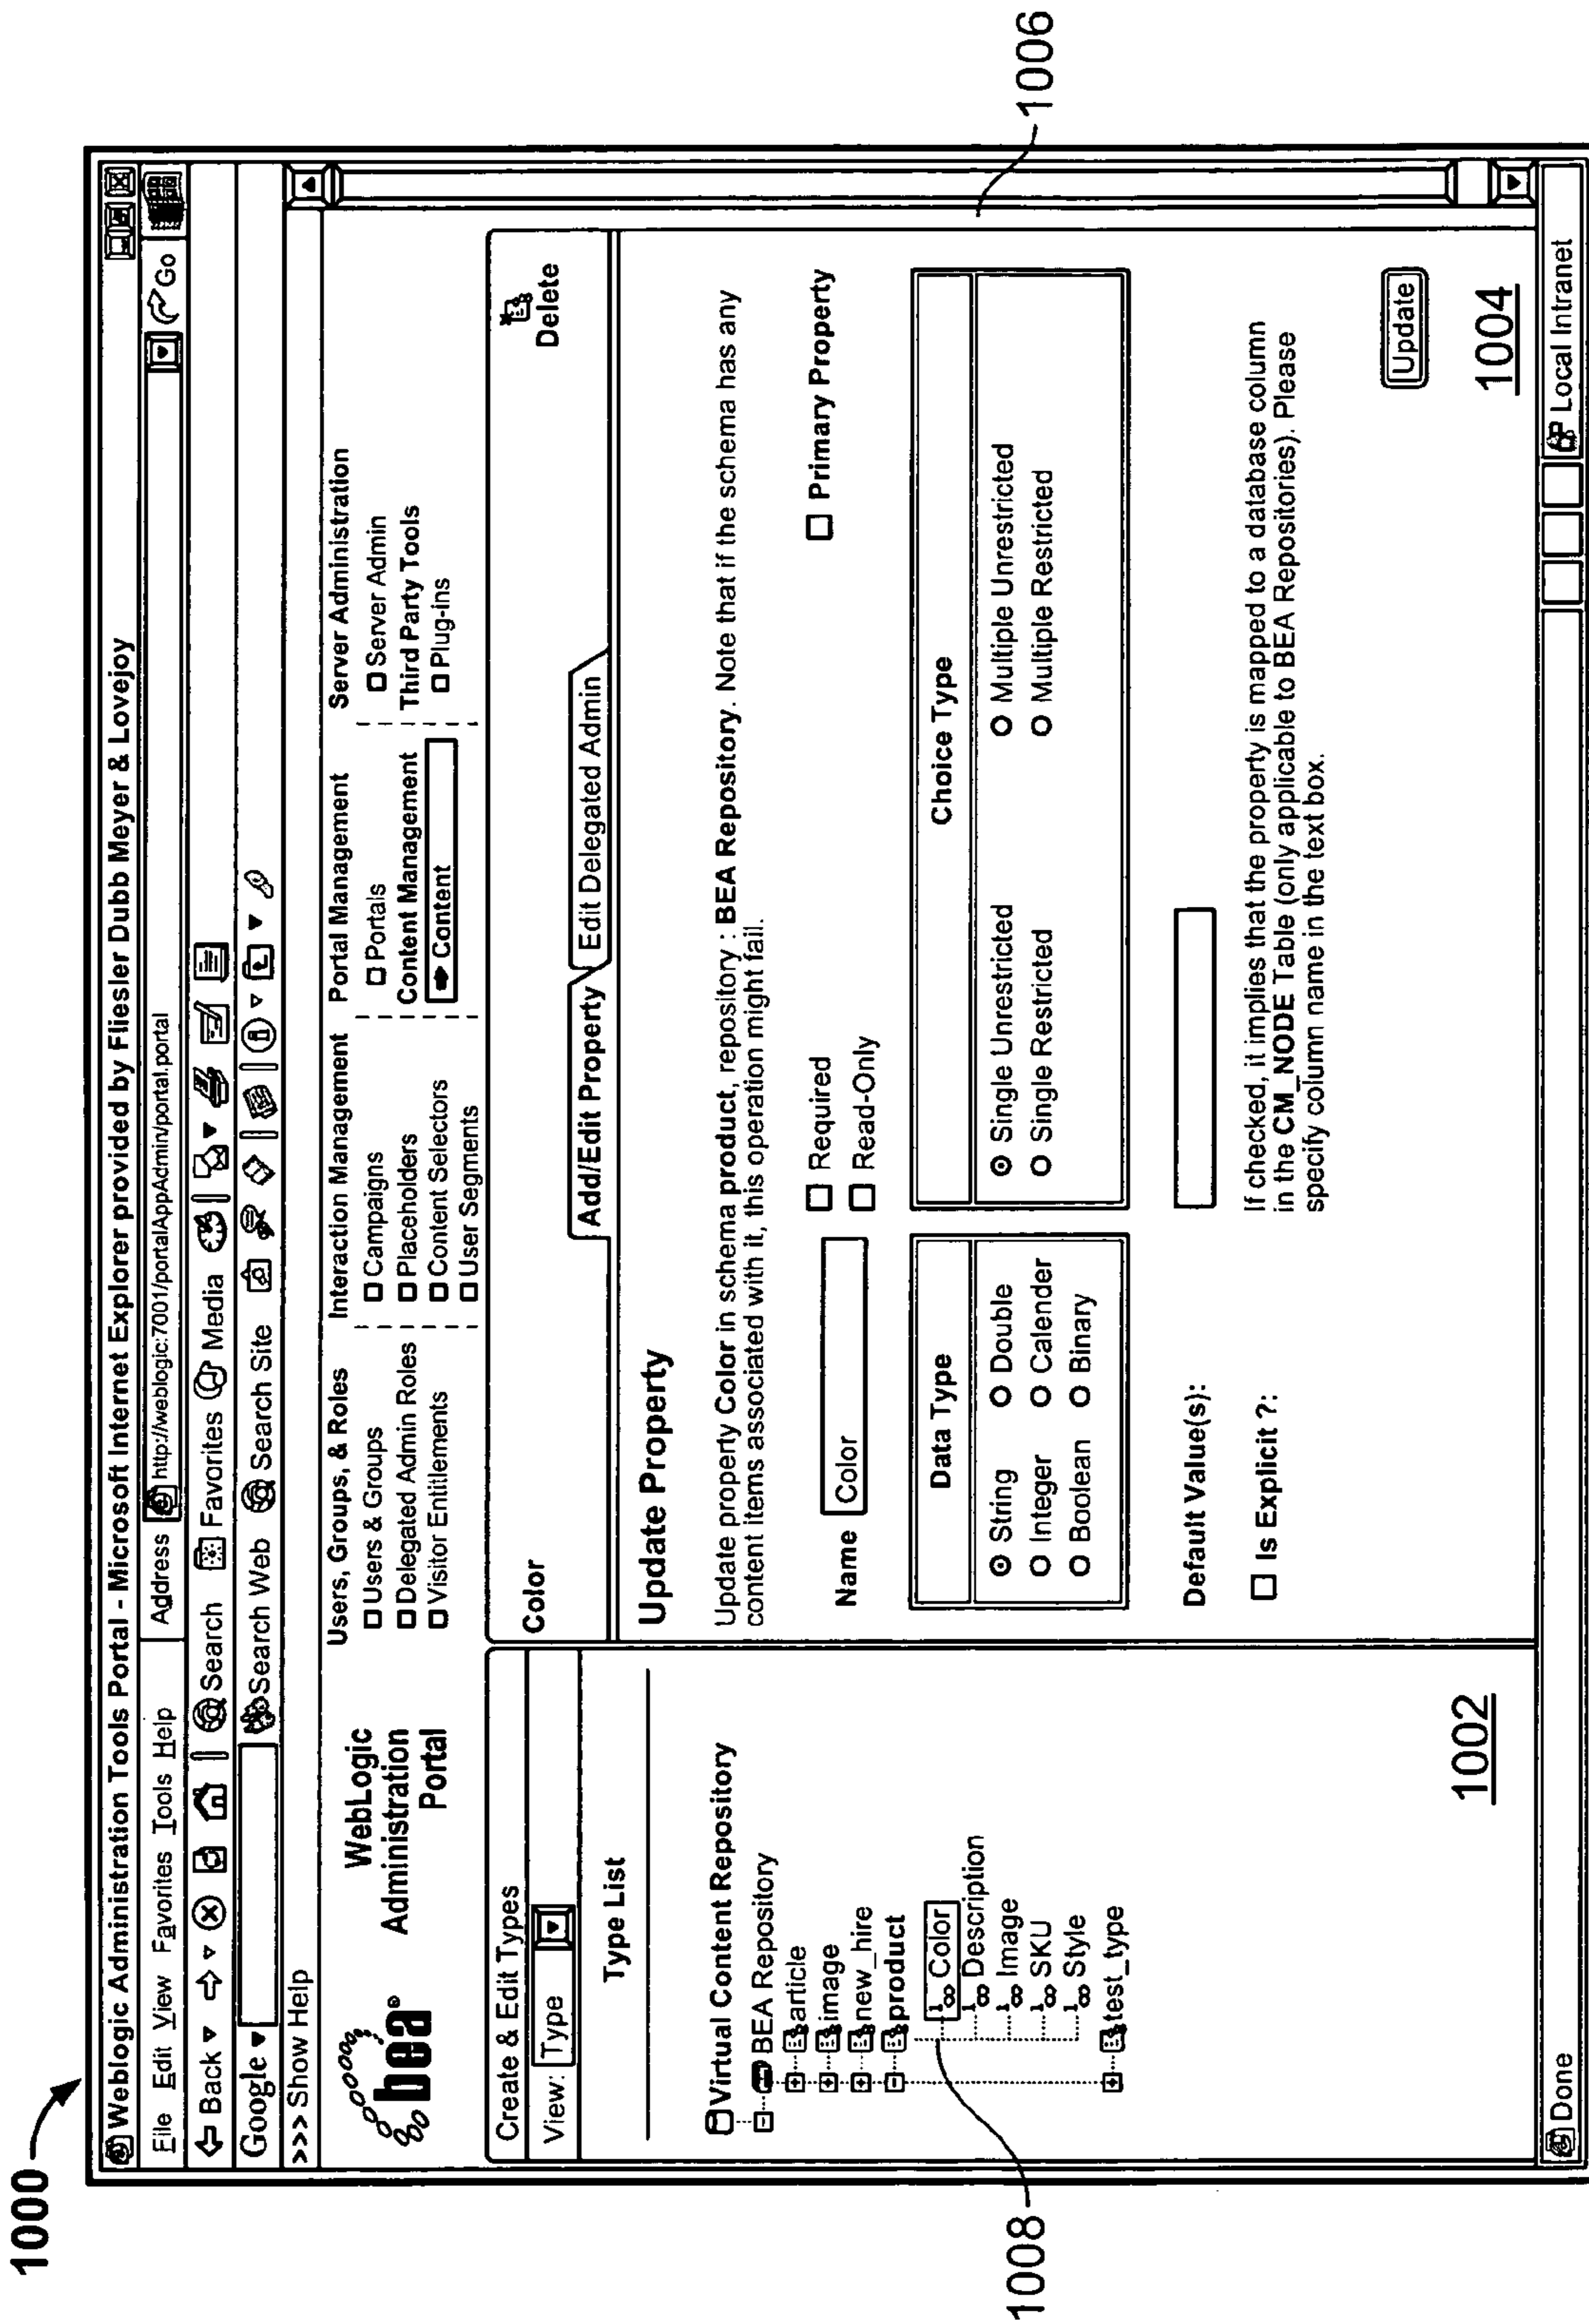 1000
Weblogic Administration Tools Portal - Microsoft Internet Explorer provided by Fliesler Dubb Meyer & Lovejoy
File Edit View Favorites Tools Help
Address http://weblogic:7001/portalAppAdmin/portal.portal
Go
Back
Search
Favorites
Media
Google
Search Web
Search Site
>>> Show Help
bea®
WebLogic
Administration
Portal
Users, Groups, & Roles
Users & Groups
Delegated Admin Roles
Visitor Entitlements
Interaction Management
Campaigns
Placeholders
Content Selectors
User Segments
Portal Management
Portals
Content Management
Content
Server Administration
Server Admin
Third Party Tools
Plug-ins
Create & Edit Types
View: Type
Type List
Virtual Content Repository
BEA Repository
article
image
new_hire
product
Color
Description
Image
SKU
Style
test_type
1008
1002
Color
Delete
Add/Edit Property
Edit Delegated Admin
Update Property
Update property Color in schema product, repository : BEA Repository. Note that if the schema has any
content items associated with it, this operation might fail.
Name Color
Required
Read-Only
Primary Property
Data Type
String
Double
Integer
Calender
Boolean
Binary
Choice Type
Single Unrestricted
Multiple Unrestricted
Single Restricted
Multiple Restricted
Default Value(s):
Is Explicit ?:
If checked, it implies that the property is mapped to a database column
in the CM_NODE Table (only applicable to BEA Repositories). Please
specify column name in the text box.
Update
1004
1006
Done
Local Intranet